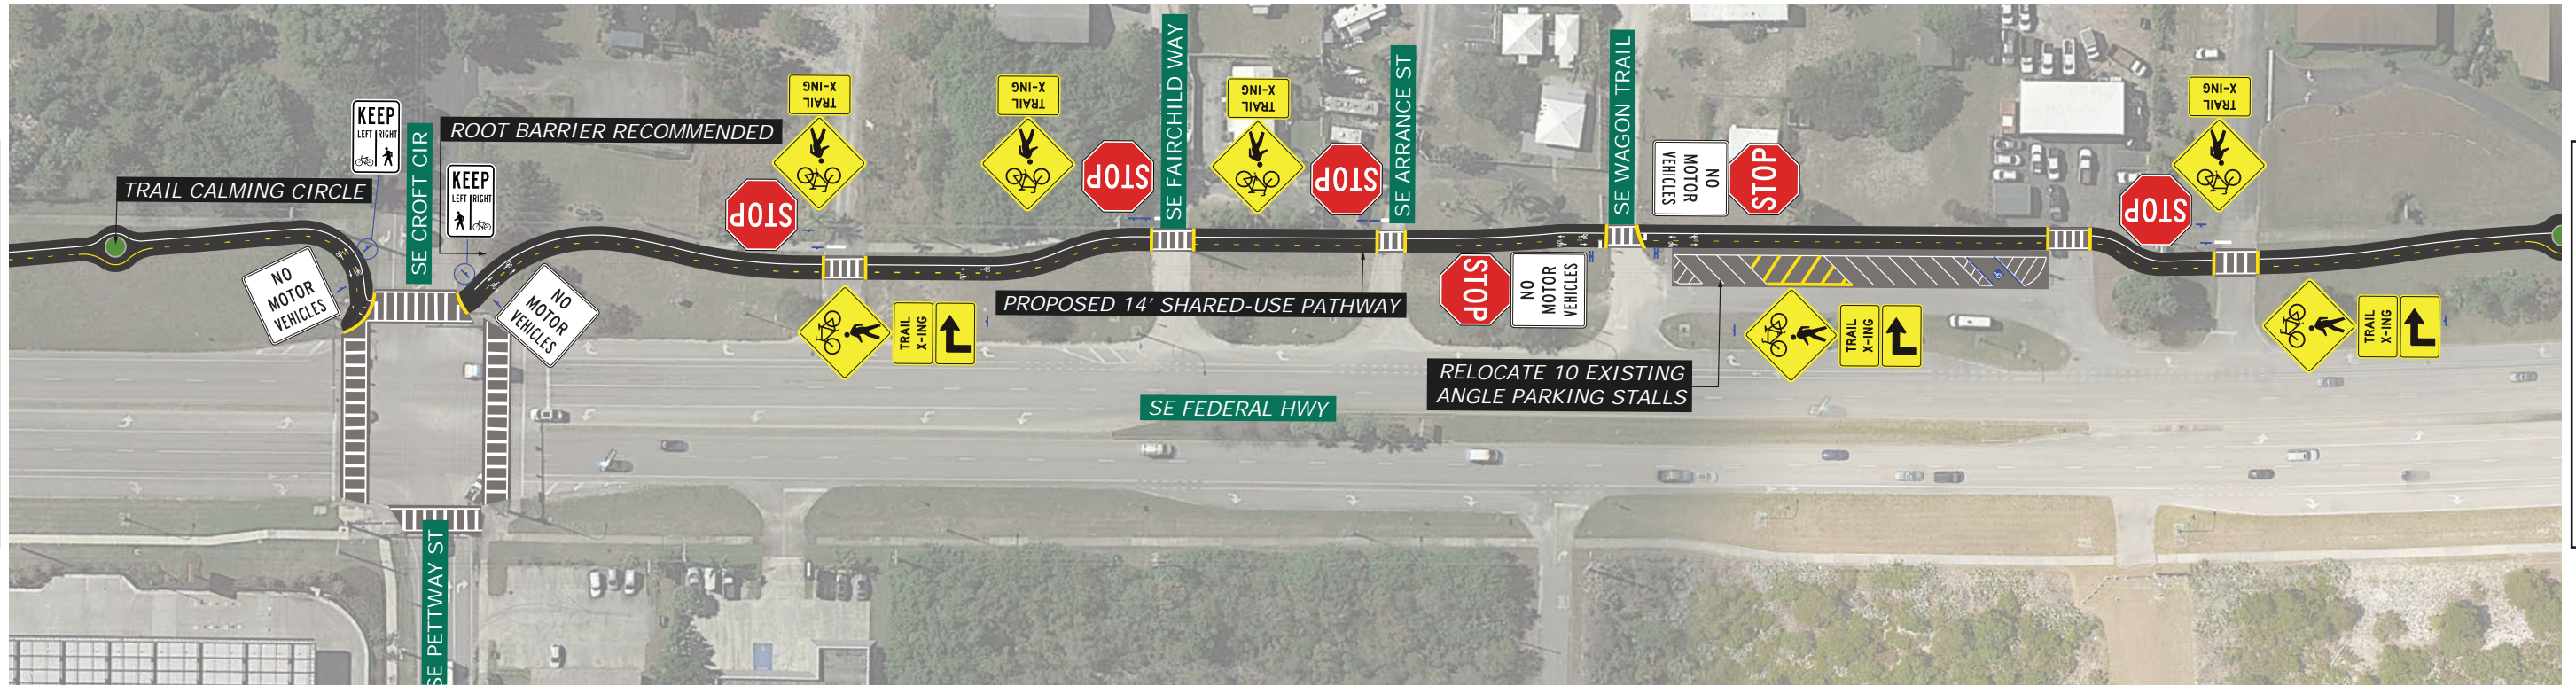 TRAIL CALMING CIRCLE
KEEP
LEFT RIGHT
SE CROFT CIR
ROOT BARRIER RECOMMENDED
KEEP
LEFT RIGHT
NO
MOTOR
VEHICLES
NO
MOTOR
VEHICLES
STOP
TRAIL
X-ING
TRAIL
X-ING
TRAIL
X-ING
STOP
SE FAIRCHILD WAY
TRAIL
X-ING
STOP
SE ARRANCE ST
PROPOSED 14' SHARED-USE PATHWAY
STOP
NO
MOTOR
VEHICLES
SE WAGON TRAIL
NO
MOTOR
VEHICLES
STOP
RELOCATE 10 EXISTING
ANGLE PARKING STALLS
TRAIL
X-ING
STOP
TRAIL
X-ING
TRAIL
X-ING
SE FEDERAL HWY
SE PETTWAY ST